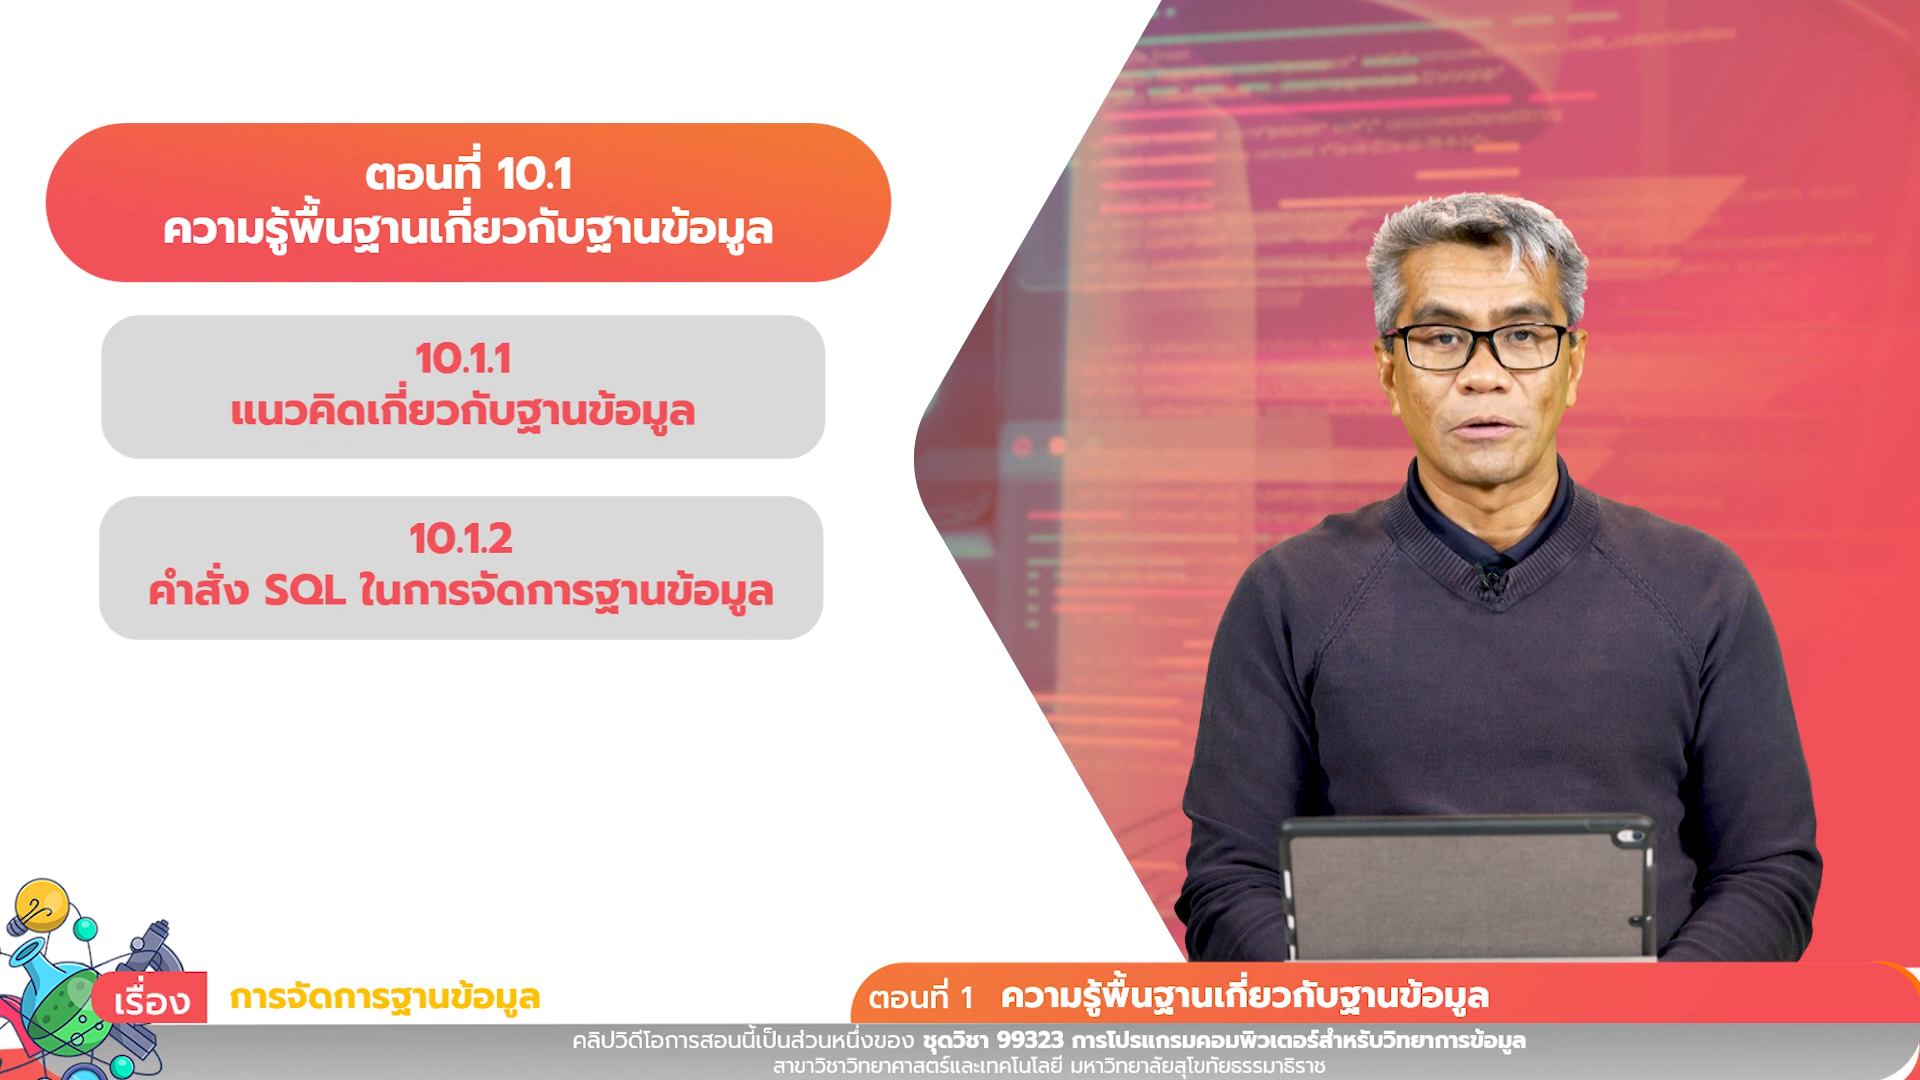 ตอนที่ 10.1
ความรู้พื้นฐานเกี่ยวกับฐานข้อมูล
10.1.1
แนวคิดเกี่ยวกับฐานข้อมูล
10.1.2
คำสั่ง SQL ในการจัดการฐานข้อมูล
เรื่อง การจัดการฐานข้อมูล
ตอนที่ 1 ความรู้พื้นฐานเกี่ยวกับฐานข้อมูล
คลิปวิดีโอการสอนนี้เป็นส่วนหนึ่งของ ชุดวิชา 99323 การโปรแกรมคอมพิวเตอร์สำหรับวิทยาการข้อมูล
สาขาวิชาวิทยาศาสตร์และเทคโนโลยี มหาวิทยาลัยสุโขทัยธรรมาธิราช